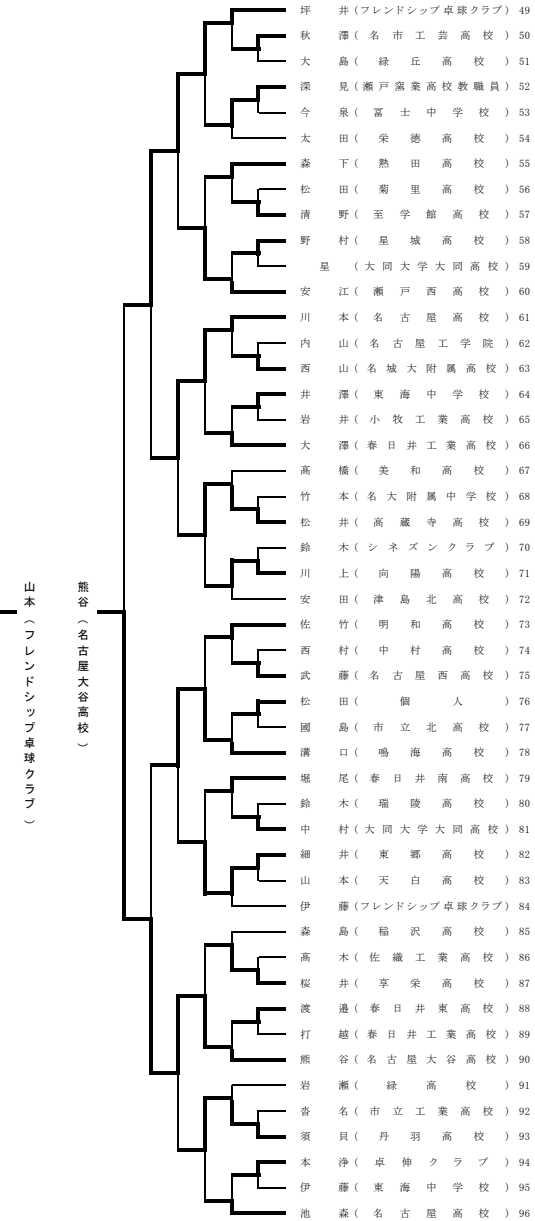 坪井(フレンドシップ卓球クラブ) 49
秋澤(名市工芸高校) 50
大島(緑丘高校) 51
深見(瀬戸窯業高校教職員) 52
今泉(冨士中学校) 53
太田(栄徳高校) 54
森下(熱田高校) 55
松田(菊里高校) 56
清野(至学館高校) 57
野村(星城高校) 58
星(大同大学大同高校) 59
安江(瀬戸西高校) 60
川本(名古屋高校) 61
内山(名古屋工学院) 62
西山(名城大附属高校) 63
井澤(東海中学校) 64
岩井(小牧工業高校) 65
大澤(春日井工業高校) 66
髙橋(美和高校) 67
竹本(名大附属中学校) 68
松井(高蔵寺高校) 69
鈴木(シネズンクラブ) 70
川上(向陽高校) 71
安田(津島北高校) 72
佐竹(明和高校) 73
西村(中村高校) 74
武藤(名古屋西高校) 75
松田(個人) 76
國島(市立北高校) 77
溝口(鳴海高校) 78
堀尾(春日井南高校) 79
鈴木(瑞陵高校) 80
中村(大同大学大同高校) 81
細井(東郷高校) 82
山本(天白高校) 83
伊藤(フレンドシップ卓球クラブ) 84
森島(稲沢高校) 85
髙木(佐織工業高校) 86
桜井(享栄高校) 87
渡邉(春日井東高校) 88
打越(春日井工業高校) 89
熊谷(名古屋大谷高校) 90
岩瀬(緑高校) 91
沓名(市立工業高校) 92
須貝(丹羽高校) 93
本浄(卓伸クラブ) 94
伊藤(東海中学校) 95
池森(名古屋高校) 96
熊谷(名古屋大谷高校)
山本(フレンドシップ卓球クラブ)